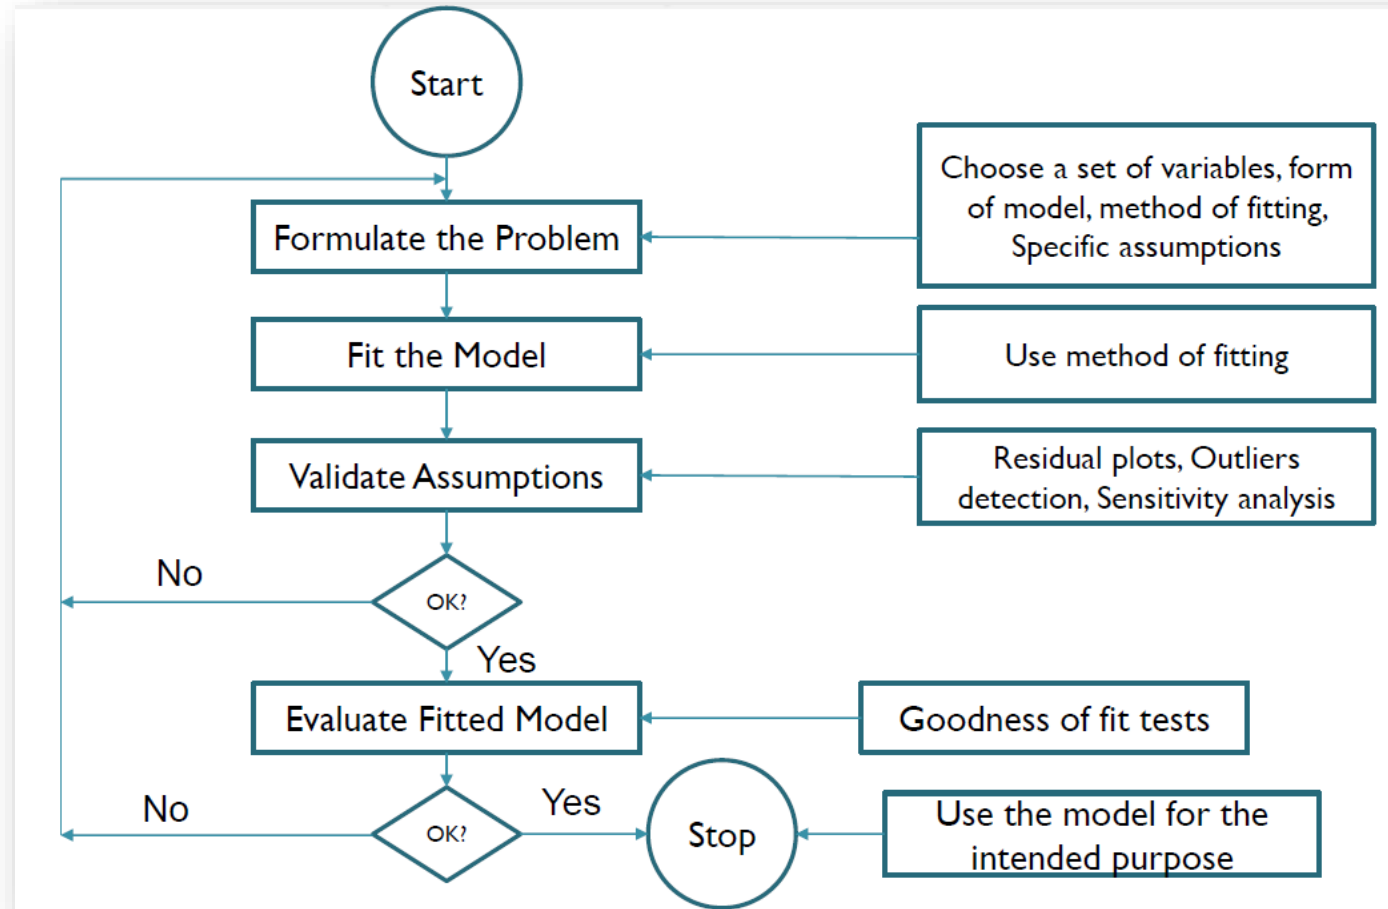 Start
Choose a set of variables, form
of model, method of fitting,
Specific assumptions
Formulate the Problem
Fit the Model
Use method of fitting
Validate Assumptions
Residual plots, Outliers
detection, Sensitivity analysis
No
OK?
Yes
Evaluate Fitted Model
Goodness of fit tests
No
OK?
Yes
Stop
Use the model for the
intended purpose